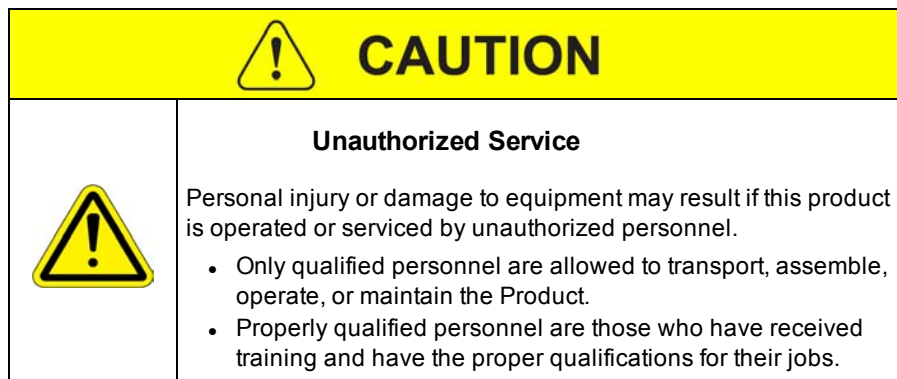 CAUTION
Unauthorized Service
Personal injury or damage to equipment may result if this product
is operated or serviced by unauthorized personnel.
• Only qualified personnel are allowed to transport, assemble,
operate, or maintain the Product.
• Properly qualified personnel are those who have received
training and have the proper qualifications for their jobs.